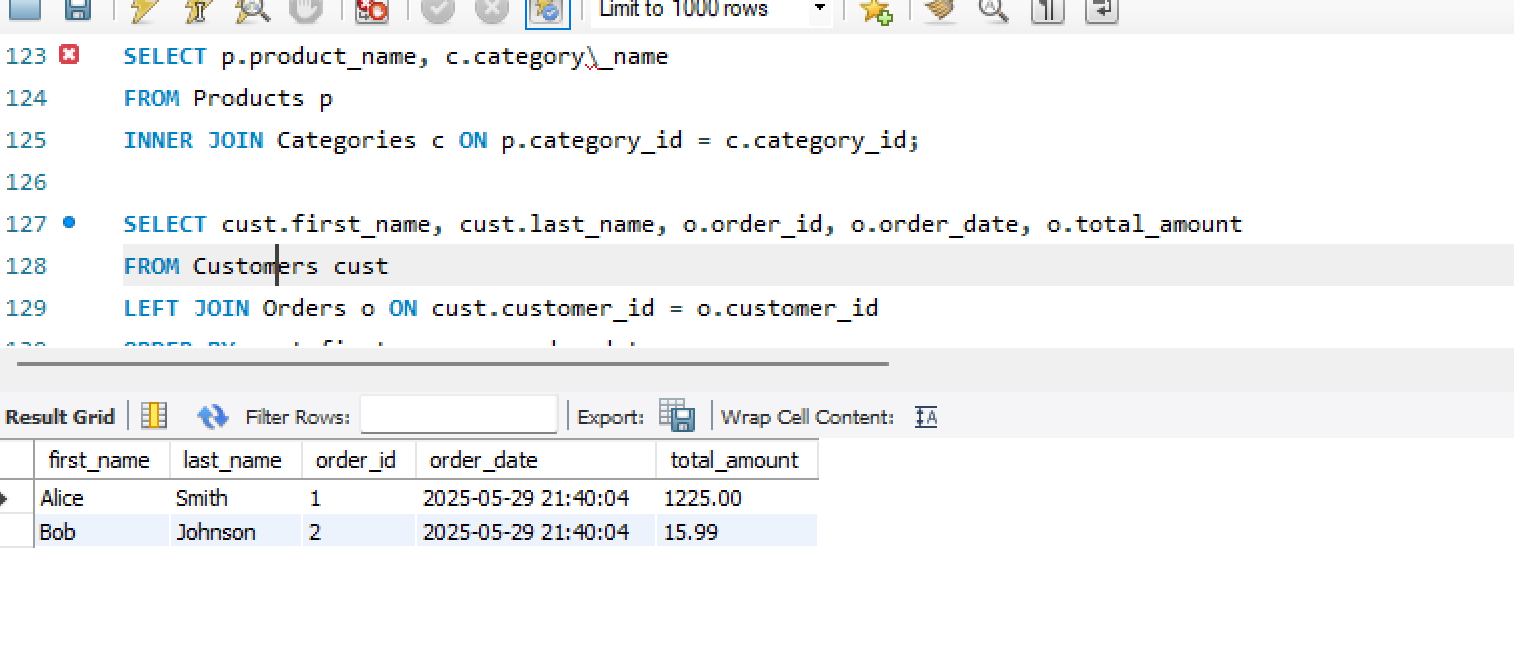 Limit to 1000 rows
123 SELECT p.product_name, c.category\_name
124 FROM Products p
125 INNER JOIN Categories c ON p.category_id = c.category_id;
126
127 SELECT cust.first_name, cust.last_name, o.order_id, o.order_date, o.total_amount
128 FROM Customers cust
129 LEFT JOIN Orders o ON cust.customer_id = o.customer_id
Result Grid Filter Rows: Export: Wrap Cell Content: A
first_name last_name order_id order_date total_amount
Alice Smith 1 2025-05-29 21:40:04 1225.00
Bob Johnson 2 2025-05-29 21:40:04 15.99